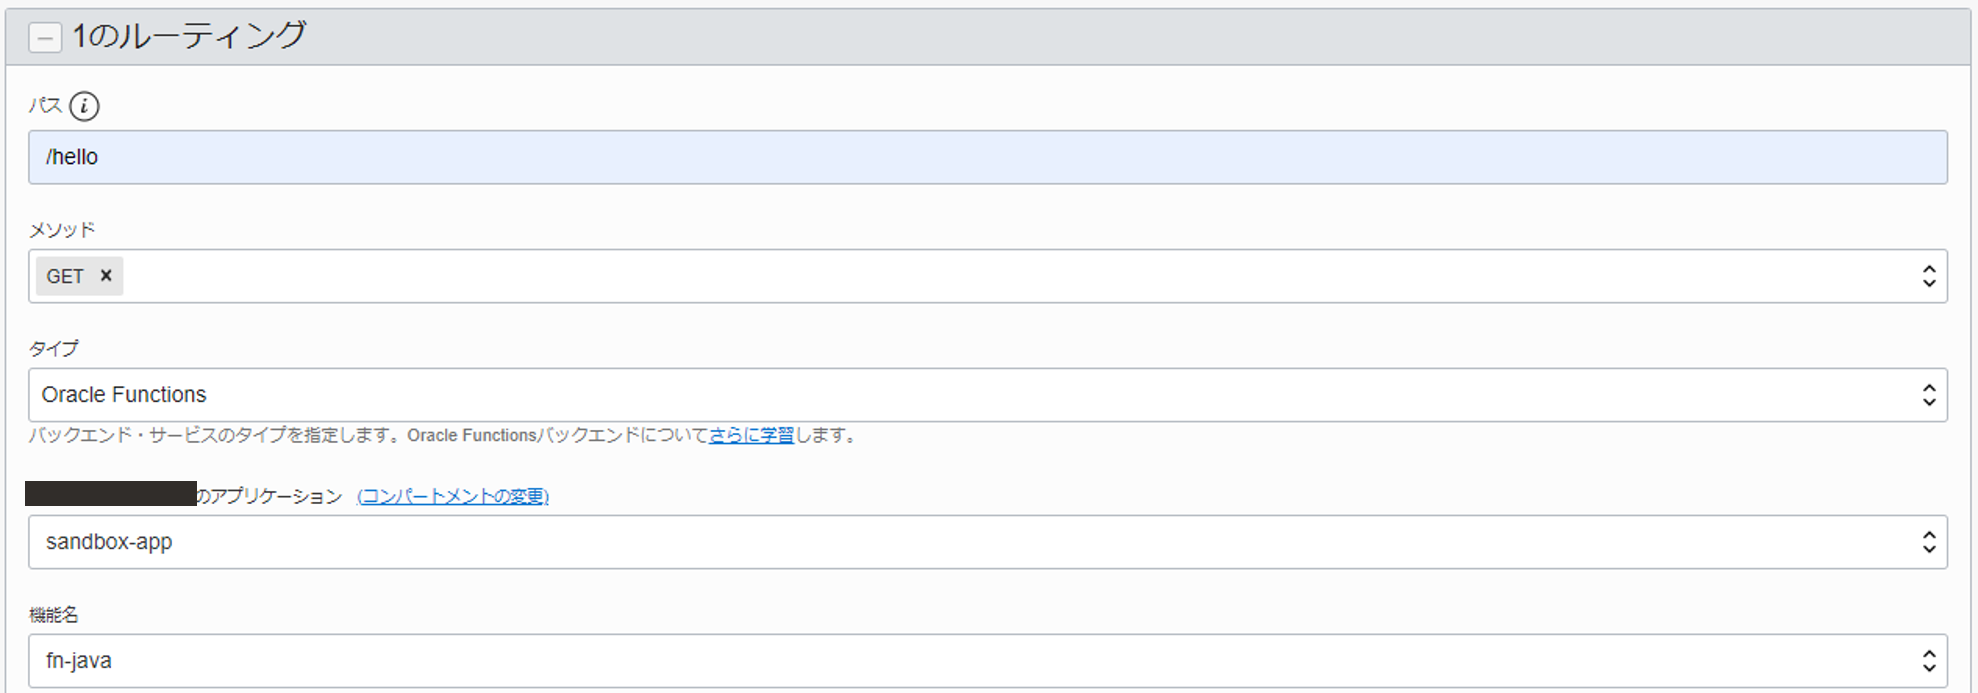 1のルーティング
パス i
/hello
メソッド
GET ×
タイプ
Oracle Functions
バックエンド・サービスのタイプを指定します。Oracle Functionsバックエンドについてさらに学習します。
のアプリケーション (コンパートメントの変更)
sandbox-app
機能名
fn-java